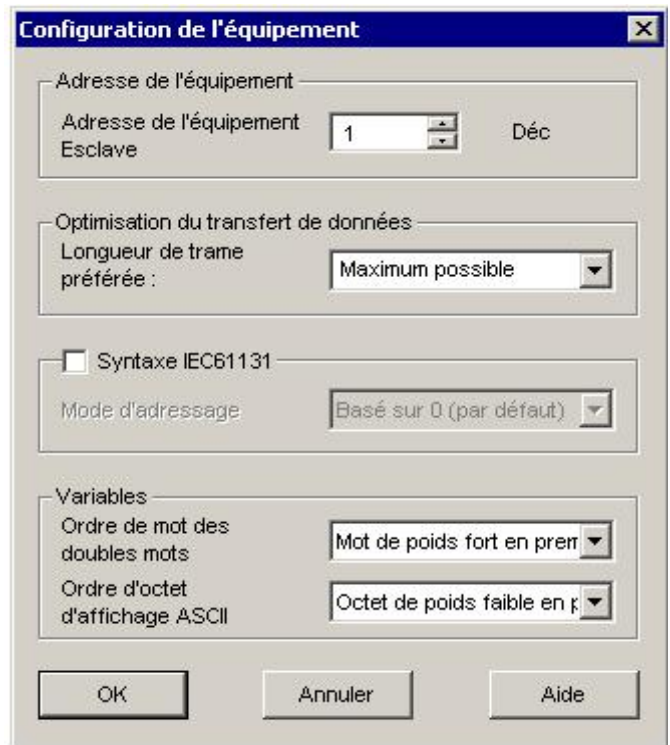 Configuration de l'équipement
Adresse de l'équipement
Adresse de l'équipement
Esclave
1
Déc
Optimisation du transfert de données
Longueur de trame
préférée :
Maximum possible
Syntaxe IEC61131
Mode d'adressage
Basé sur 0 (par défaut)
Variables
Ordre de mot des
doubles mots
Mot de poids fort en prem
Ordre d'octet
d'affichage ASCII
Octet de poids faible en p
OK
Annuler
Aide